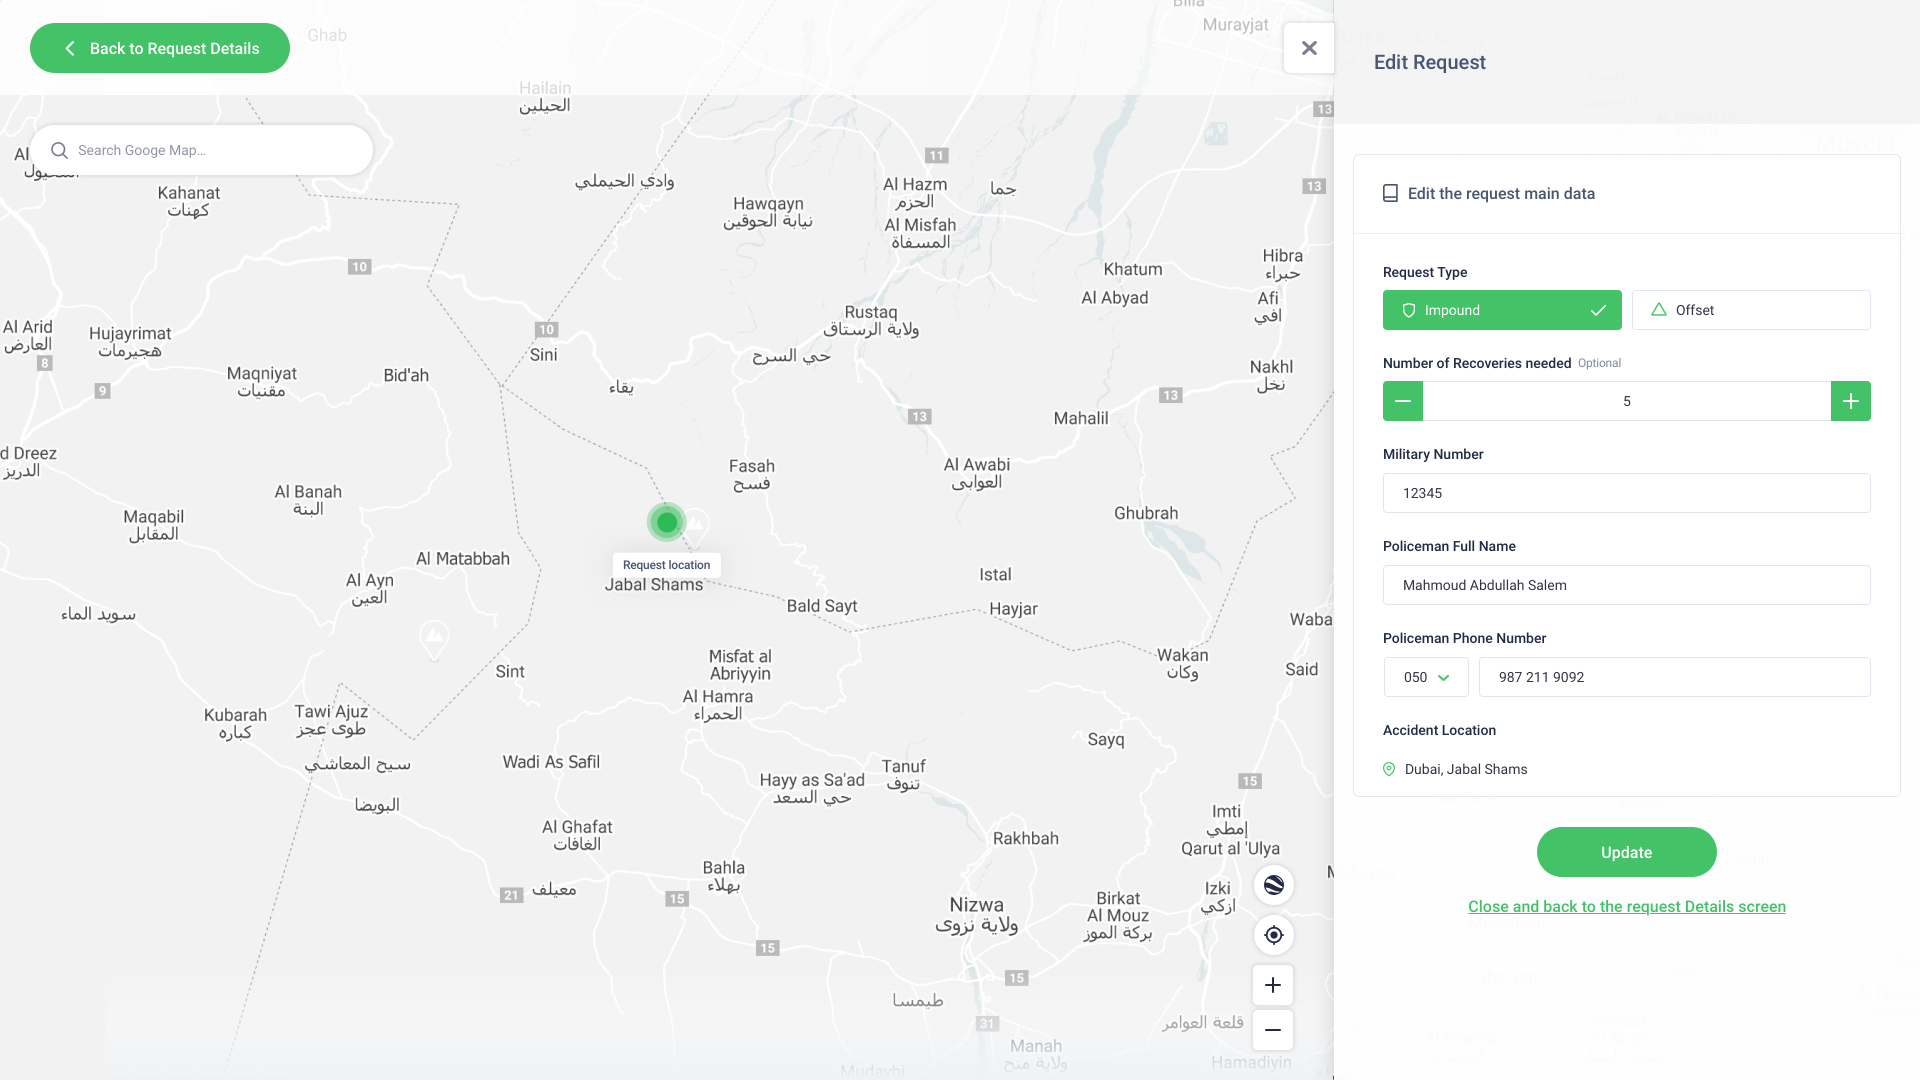 Back to Request Details
Ghab
Murayjat
Hailain
الحيلين
Search Googe Map...
Kahanat
كهنات
وادي الحيملي
Hawqayn
نيابة الحوقين
11
Al Hazm
الحزم
جما
Al Misfah
المسفاة
13
13
Hibra
حبراء
Khatum
Al Abyad
Afi
افي
10
Al Arid
العارض
8
Hujayrimat
هجيرمات
9
10
Sini
Rustaq
ولاية الرستاق
حي السرح
Maqniyat
مقنيات
Bid'ah
يقاء
Nakhl
نخل
13
13
Mahalil
d Dreez
الدريز
Fasah
فسح
Al Awabi
العوابي
Al Banah
البنة
Maqabil
المقابل
Ghubrah
Al Matabbah
Request location
Jabal Shams
Al Ayn
العين
Istal
سويد الماء
Bald Sayt
Hayjar
Waba
Misfat al
Abriyyin
Sint
Wakan
وكان
Said
Al Hamra
الحمراء
Kubarah
كباره
Tawi Ajuz
طوى عجز
Sayq
سيح المعاشي
Wadi As Safil
Tanuf
تنوف
Hayy as Sa'ad
حي السعد
15
البويضا
Imti
إمطي
Al Ghafat
الغافات
Rakhbah
Qarut al 'Ulya
Bahla
بهلاء
21
معيلف
15
Izki
ازكي
Birkat
Al Mouz
بركة الموز
Nizwa
ولاية نزوى
15
15
طيمسا
31
قلعة العوامر
Manah
ولاية منح
Hamadiyin
Mudaybi
Edit Request
Edit the request main data
Request Type
Impound
Offset
Number of Recoveries needed Optional
5
Military Number
12345
Policeman Full Name
Mahmoud Abdullah Salem
Policeman Phone Number
050
987 211 9092
Accident Location
Dubai, Jabal Shams
Update
Close and back to the request Details screen